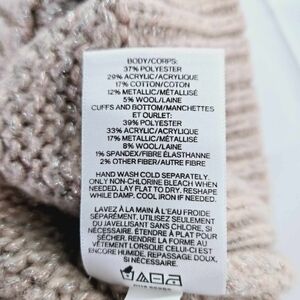 BODY/CORPS:
37% POLYESTER
29% ACRYLIC/ACRYLIQUE
17% COTTON/COTON
12% METALLIC/MÉTALLISÉ
5% WOOL/LAINE
CUFFS AND BOTTOM/MANCHETTES
ET OURLET:
39% POLYESTER
33% ACRYLIC/ACRYLIQUE
17% METALLIC/MÉTALLISÉ
8% WOOL/LAINE
1% SPANDEX/FIBRE ÉLASTHANNE
2% OTHER FIBER/AUTRE FIBRE
HAND WASH COLD SEPARATELY.
ONLY NON-CHLORINE BLEACH WHEN
NEEDED. LAY FLAT TO DRY. RESHAPE
WHILE DAMP. COOL IRON IF NEEDED.
LAVEZ À LA MAIN À L'EAU FROIDE
SÉPARÉMENT. UTILISEZ SEULEMENT
DU JAVELLISANT SANS CHLORE, SI
NÉCESSAIRE. ÉTENDRE À PLAT POUR
SÉCHER. RENDRE LA FORME AU
VÊTEMENT LORSQUE CELUI-CI EST
ENCORE HUMIDE. REPASSAGE DOUX,
SI NÉCESSAIRE.